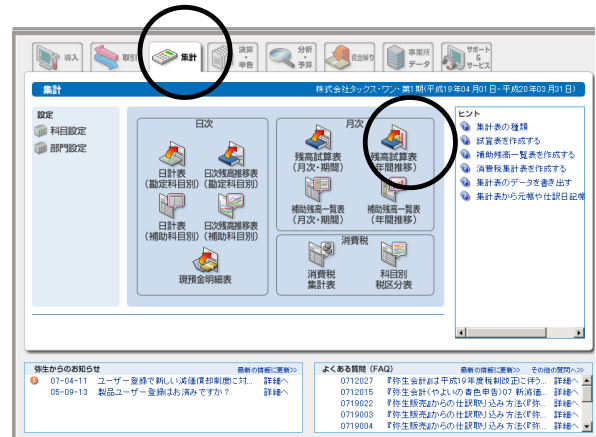 導入
取引
集計
決算・申告
分析・予算
資金繰り
事業所データ
サポート&サービス
集計
株式会社タックス・ワン・第1期(平成19年04月01日-平成20年03月31日)
設定
科目設定
部門設定
日次
日計表(勘定科目別)
日次残高推移表(勘定科目別)
日計表(補助科目別)
日次残高推移表(補助科目別)
現預金明細表
月次
残高試算表(月次・期間)
残高試算表(年間推移)
補助残高一覧表(月次・期間)
補助残高一覧表(年間推移)
消費税
消費税集計表
科目別税区分表
ヒント
集計表の種類
試算表を作成する
補助残高一覧表を作成する
消費税集計表を作成する
集計表のデータを書き出す
集計表から元帳や仕訳日記帳
弥生からのお知らせ
最新の情報に更新>>
07-04-11 ユーザー登録で新しい減価償却制度に対... 詳細へ
05-09-13 製品ユーザー登録はお済みですか? 詳細へ
よくある質問(FAQ)
最新の情報に更新>> その他の質問へ>>
0712027 『弥生会計』は平成19年度税制改正に伴う... 詳細へ
0712015 『弥生会計(やよいの青色申告)07 新減価... 詳細へ
0719022 『弥生販売』からの仕訳取り込み方法(『弥... 詳細へ
0719003 『弥生販売』からの仕訳取り込み方法(『弥... 詳細へ
0719004 『弥生販売』からの仕訳取り込み方法(『弥... 詳細へ